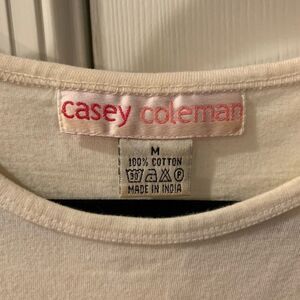 casey coleman
M
100% COTTON
MADE IN INDIA